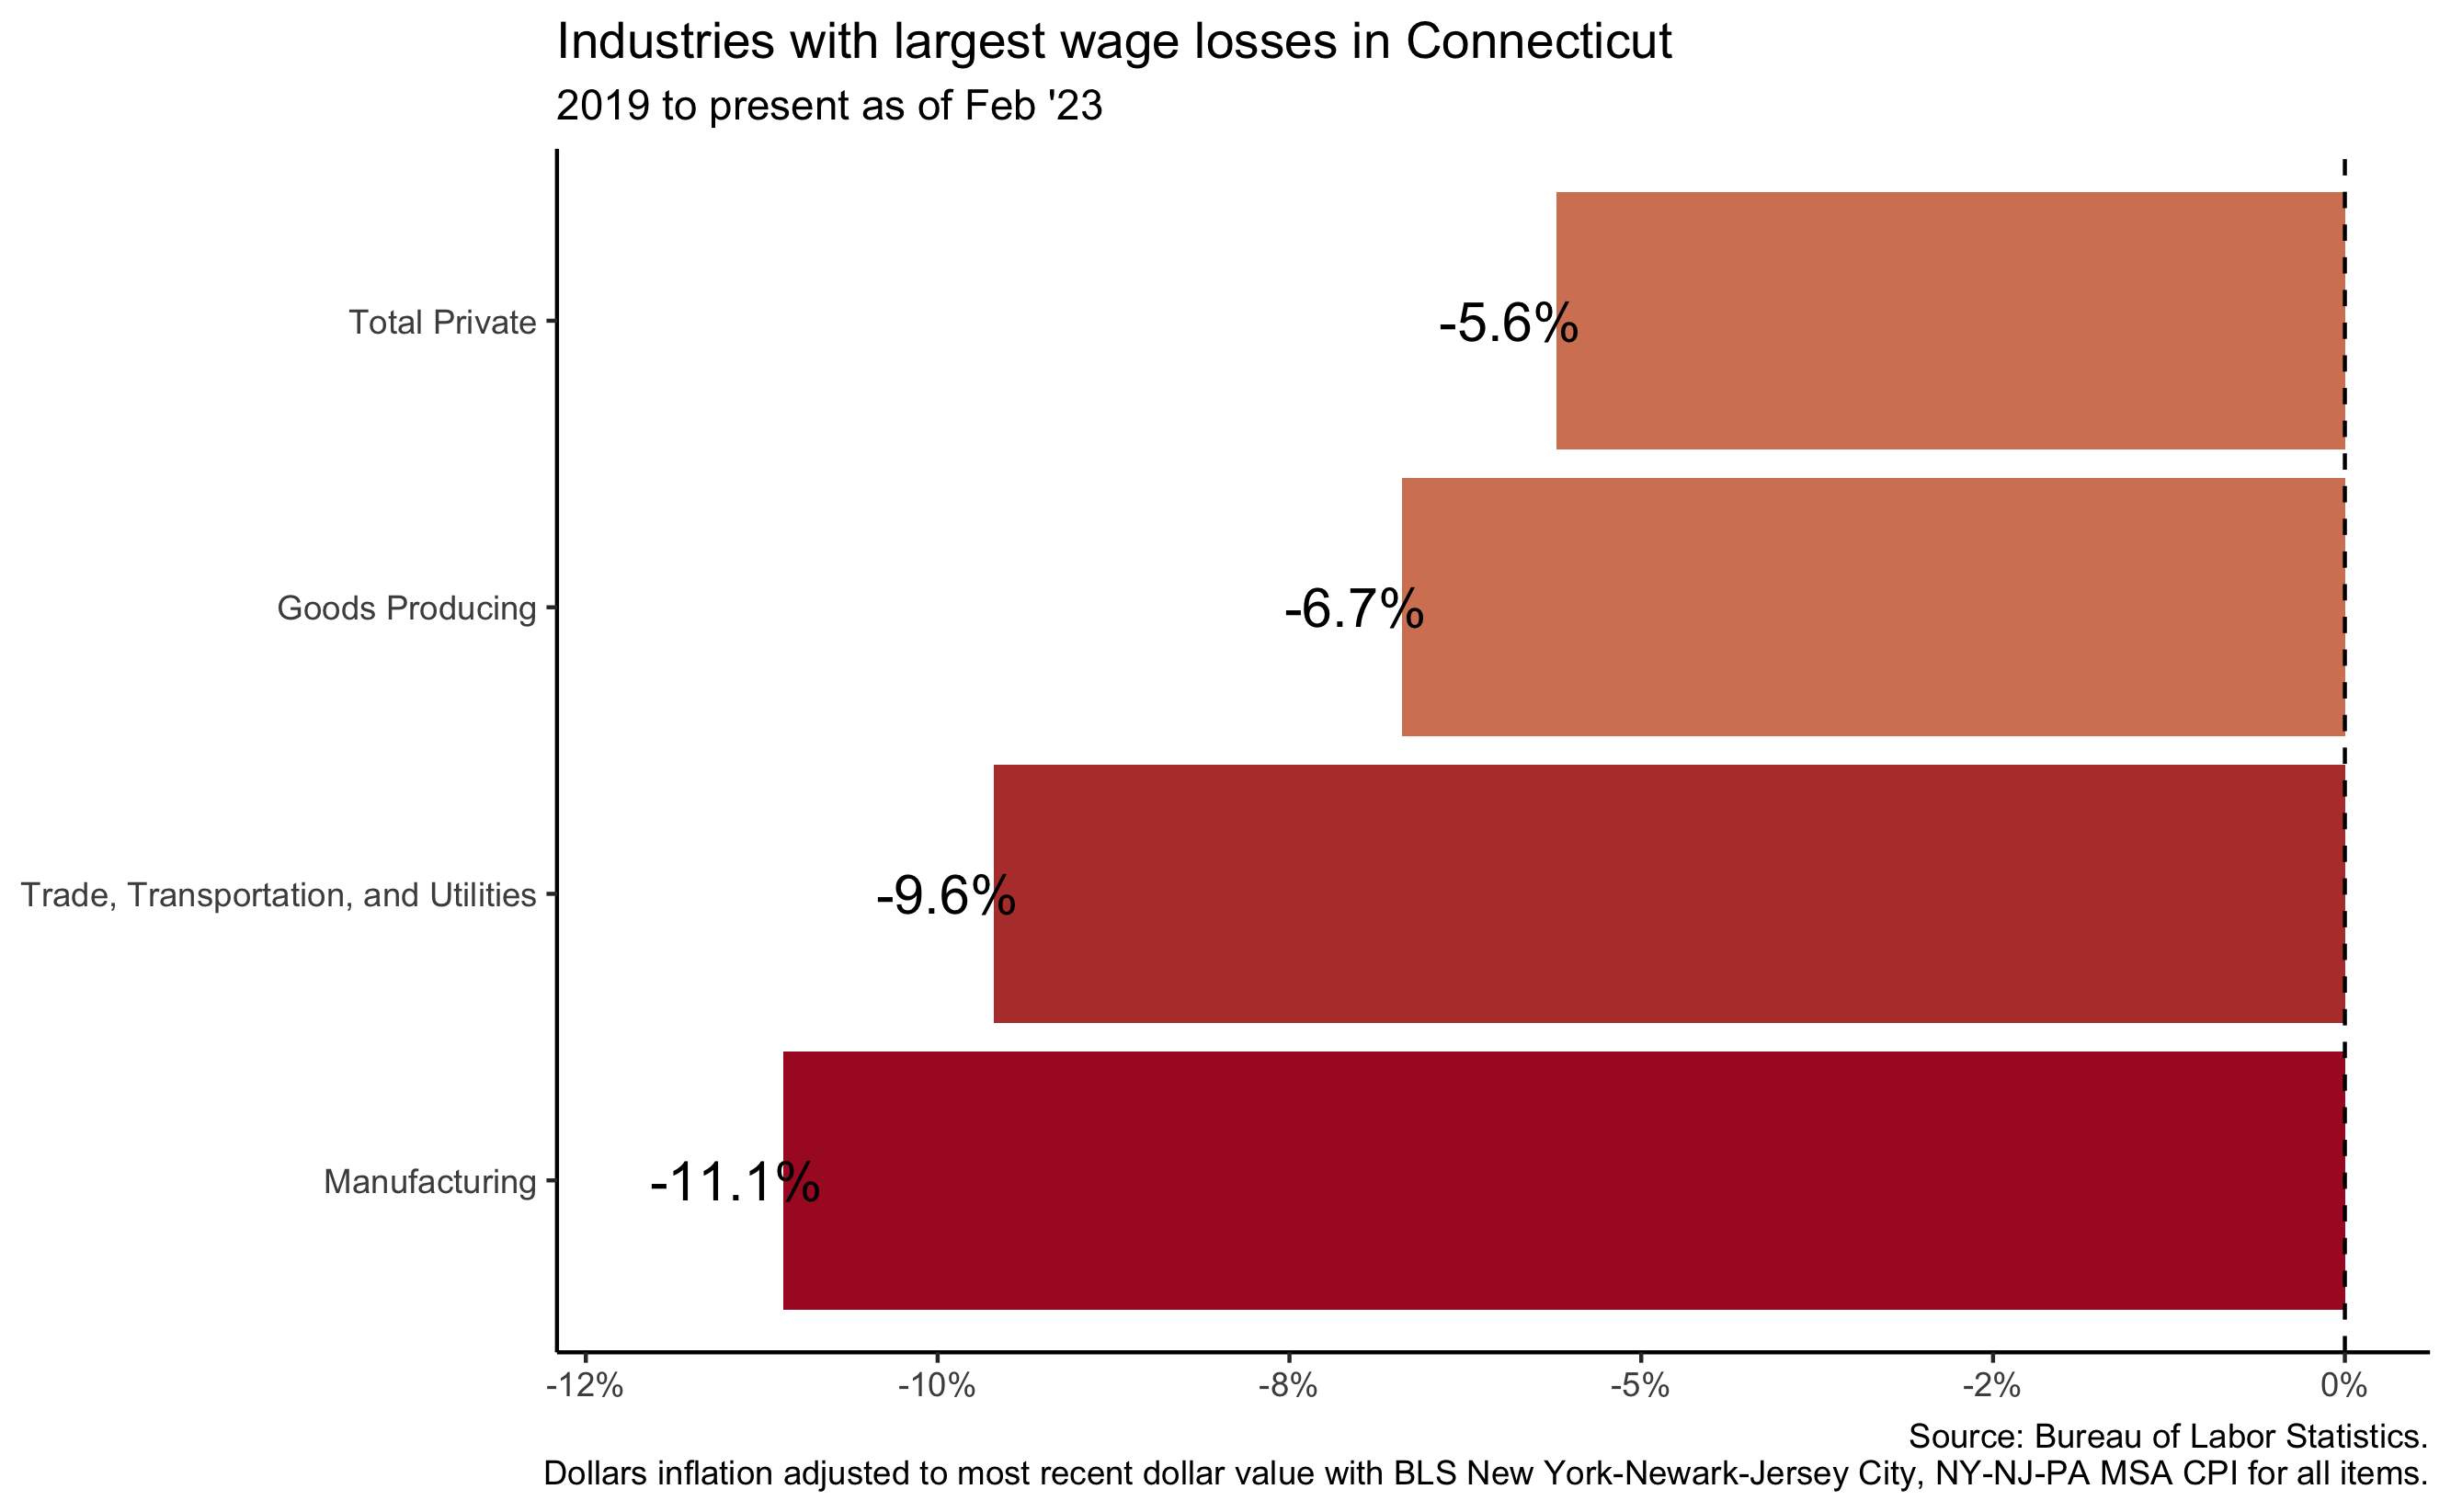 Industries with largest wage losses in Connecticut
2019 to present as of Feb '23
Total Private
-5.6%
Goods Producing
-6.7%
Trade, Transportation, and Utilities
-9.6%
Manufacturing
-11.1%
-12% -10% -8% -5% -2% 0%
Source: Bureau of Labor Statistics.
Dollars inflation adjusted to most recent dollar value with BLS New York-Newark-Jersey City, NY-NJ-PA MSA CPI for all items.